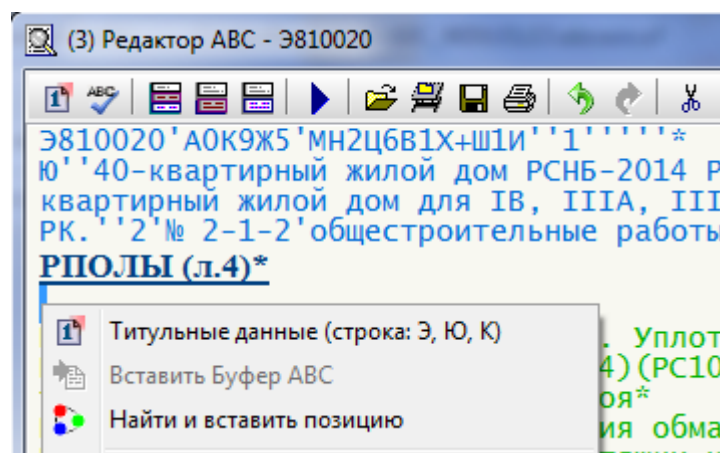 (3) Редактор АВС - Э810020
Э810020'А0К9Ж5'МН2Ц6В1Х+Ш1И''1'''''*
Ю''40-квартирный жилой дом РСНБ-2014 Р
квартирный жилой дом для IВ, IIIА, III
РК.''2'№ 2-1-2'общестроительные работы
РПОЛЫ (л.4)*
Титульные данные (строка: Э, Ю, К)
. Уплот
Вставить Буфер АВС
4)(РС10
оя*
Найти и вставить позицию
ия обма